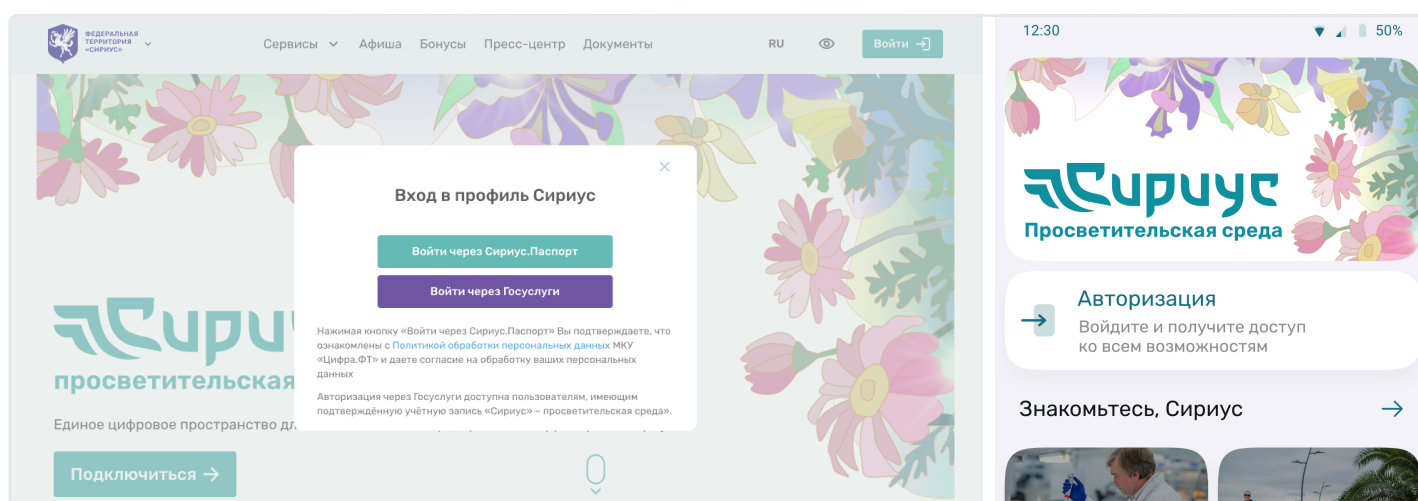 ФЕДЕРАЛЬНАЯ
ТЕРРИТОРИЯ
«СИРИУС»
Сервисы Афиша Бонусы Пресс-центр Документы RU Войти
Вход в профиль Сириус
Войти через Сириус.Паспорт
Войти через Госуслуги
Нажимая кнопку «Войти через Сириус.Паспорт» Вы подтверждаете, что
ознакомлены с Политикой обработки персональных данных МКУ
«Цифра.ФТ» и даете согласие на обработку ваших персональных
данных
Авторизация через Госуслуги доступна пользователям, имеющим
подтверждённую учётную запись «Сириус» – просветительская среда».
просветительская
Единое цифровое пространство
Подключиться →
12:30 50%
Сириус
Просветительская среда
Авторизация
Войдите и получите доступ
ко всем возможностям
Знакомьтесь, Сириус →